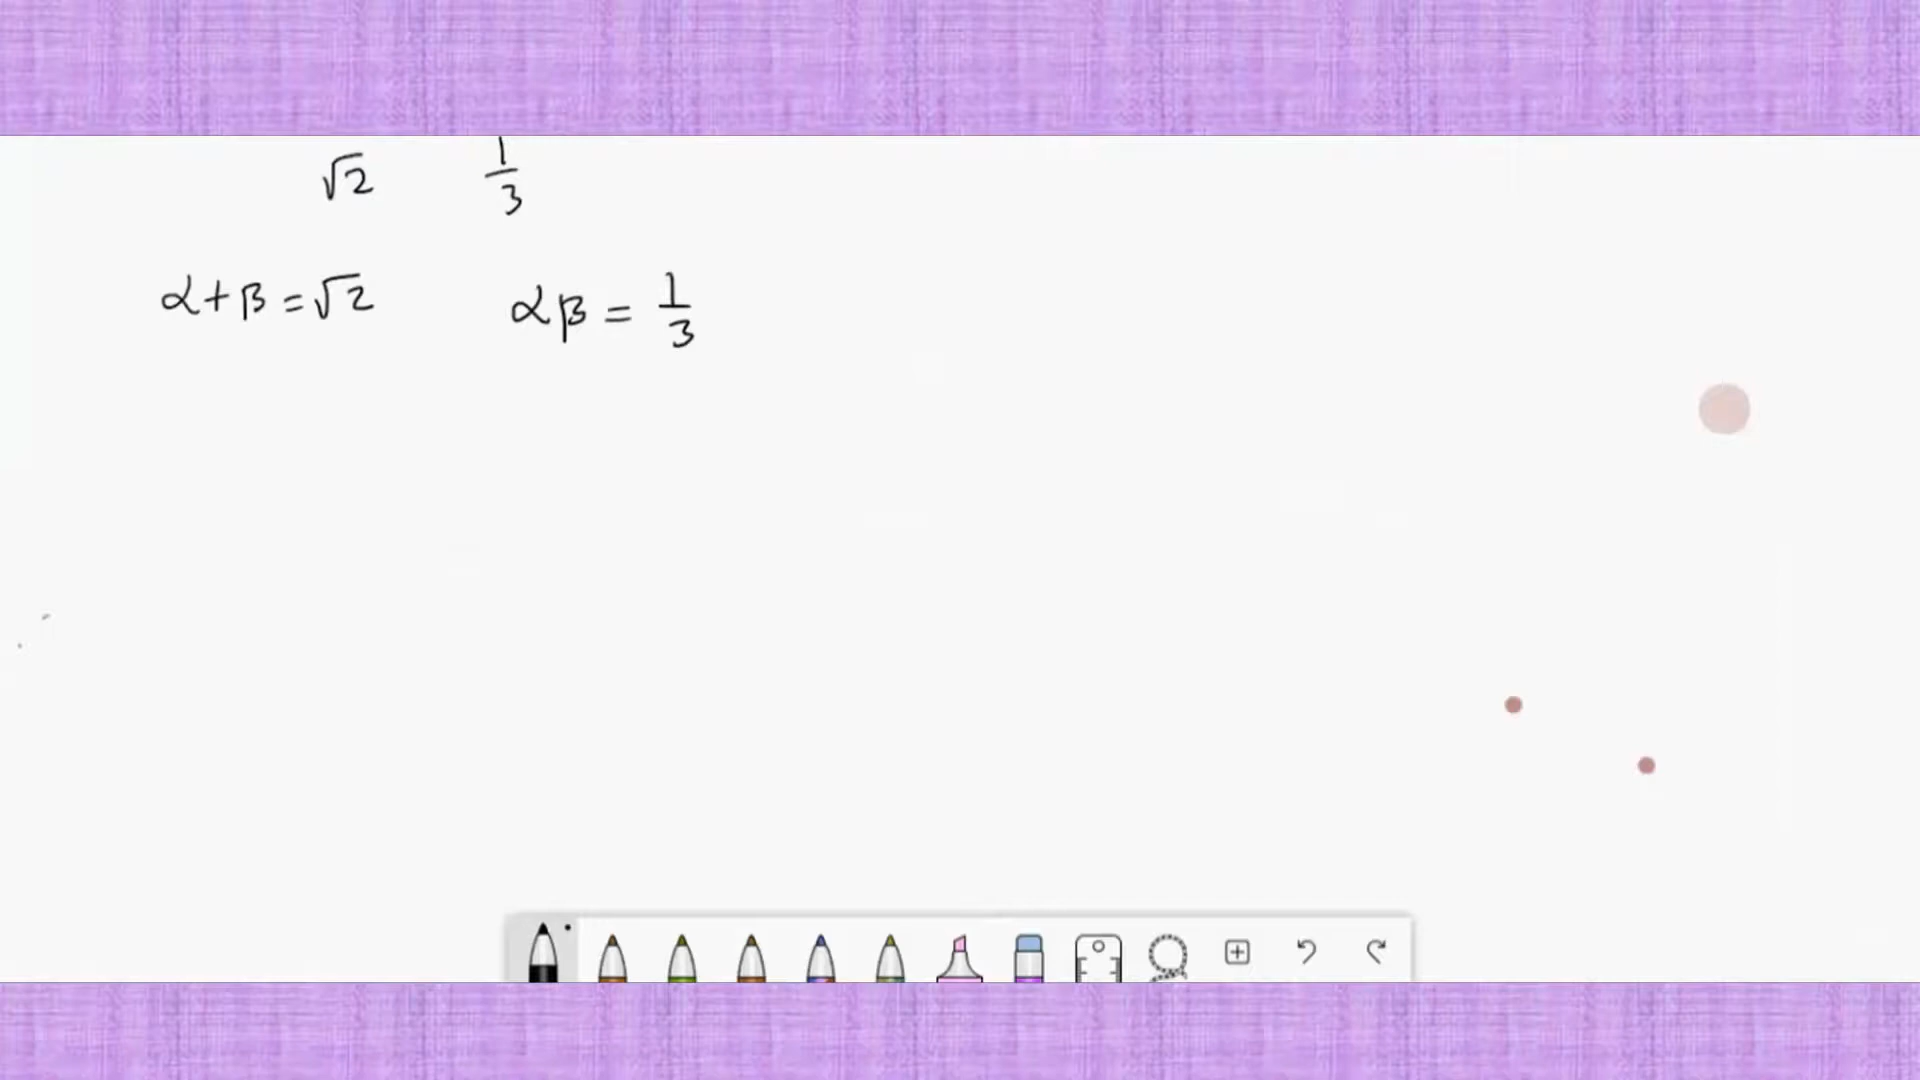 √2 1/3
α+β=√2 αβ = 1/3